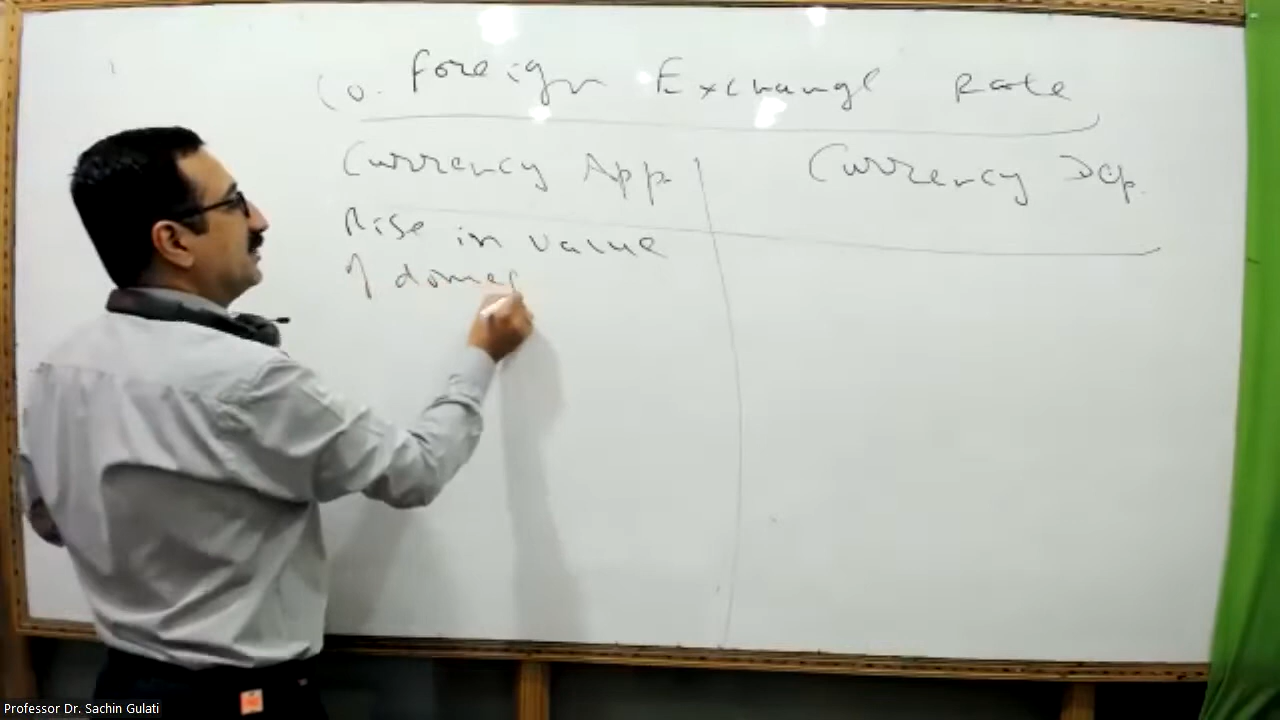 10. Foreign Exchange Rate
Currency App.
Currency Dep.
Rise in value
of domes
Professor Dr. Sachin Gulati